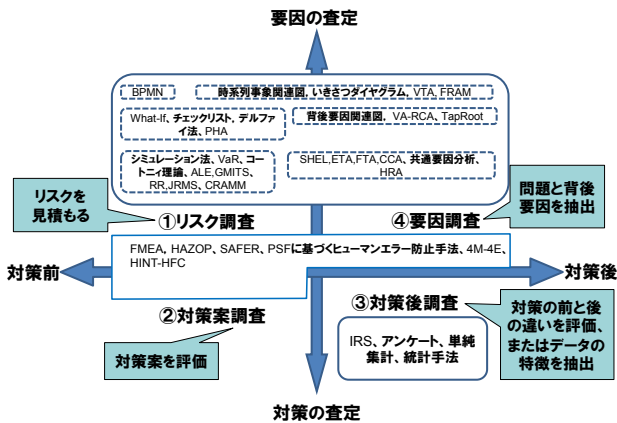 要因の査定
BPMN
時系列事象関連図, いきさつダイヤグラム, VTA, FRAM
What-If、チェックリスト, デルファ
イ法、PHA
背後要因関連図, VA-RCA, TapRoot
シミュレーション法、VaR、コー
トニィ理論、ALE,GMITS、
RR,JRMS, CRAMM
SHEL,ETA,FTA,CCA、共通要因分析、
HRA
リスクを
見積もる
問題と背後
要因を抽出
①リスク調査
④要因調査
FMEA, HAZOP、SAFER、PSFに基づくヒューマンエラー防止手法、4M-4E、
HINT-HFC
対策前
対策後
②対策案調査
③対策後調査
対策案を評価
IRS、アンケート、単純
集計、統計手法
対策の前と後
の違いを評価、
またはデータの
特徴を抽出
対策の査定